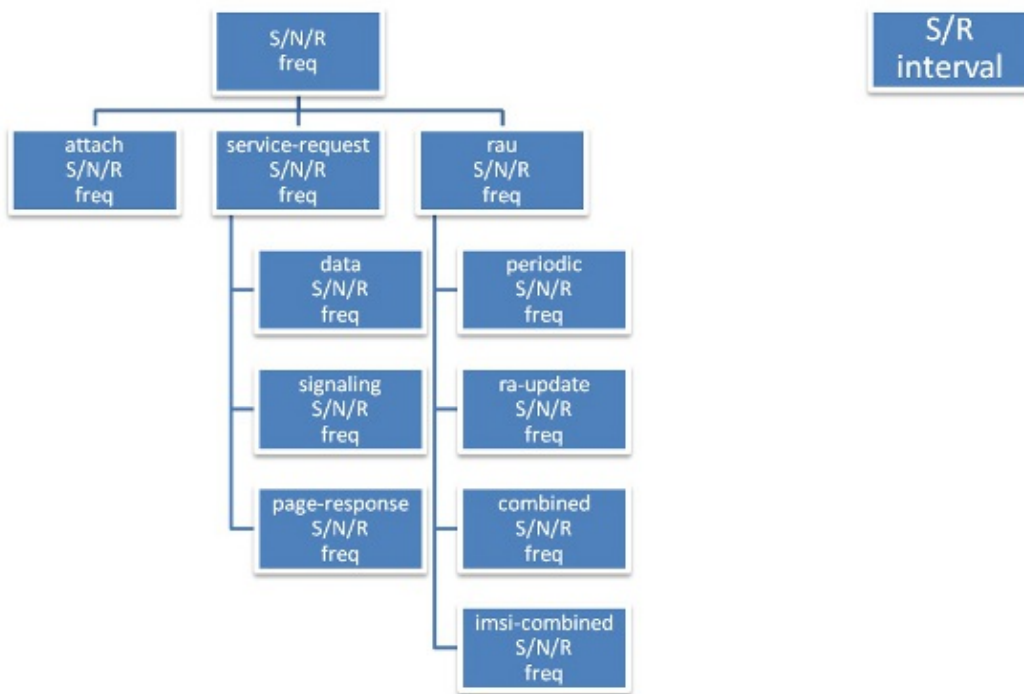 S/N/R
freq
S/R
interval
attach
S/N/R
freq
service-request
S/N/R
freq
rau
S/N/R
freq
data
S/N/R
freq
periodic
S/N/R
freq
signaling
S/N/R
freq
ra-update
S/N/R
freq
page-response
S/N/R
freq
combined
S/N/R
freq
imsi-combined
S/N/R
freq